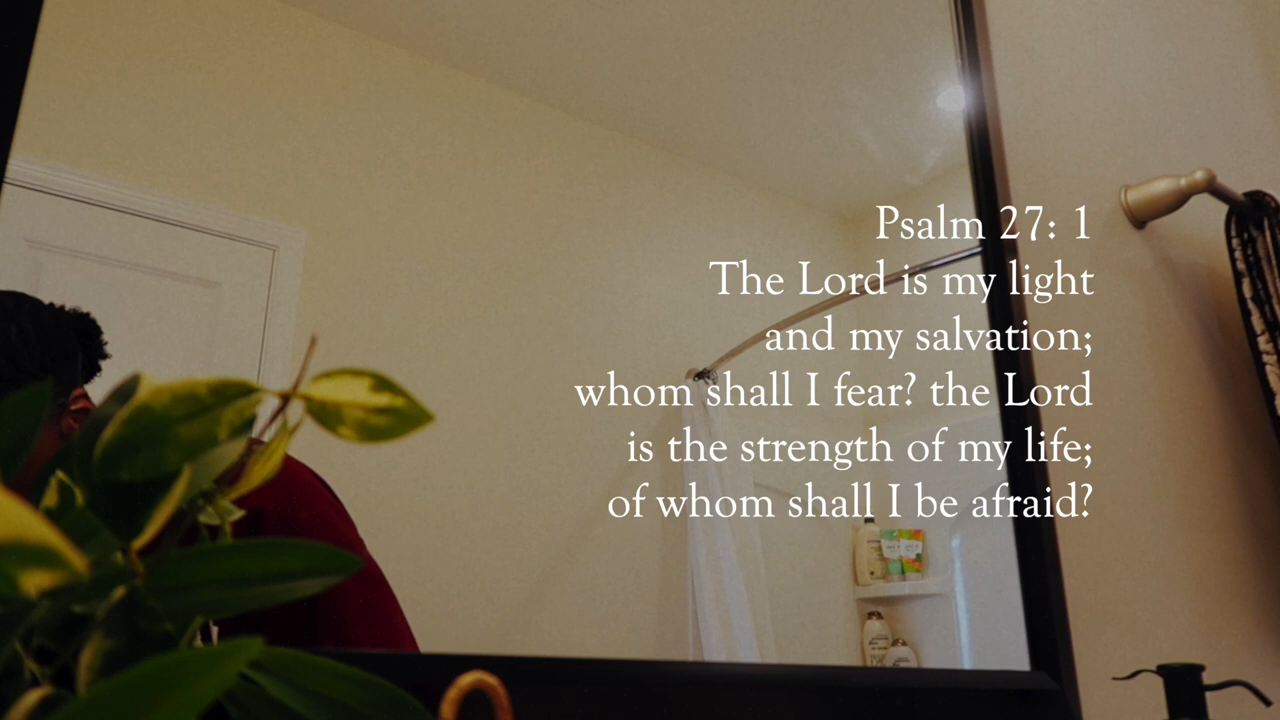 Psalm 27: 1
The Lord is my light
and my salvation;
whom shall I fear? the Lord
is the strength of my life;
of whom shall I be afraid?